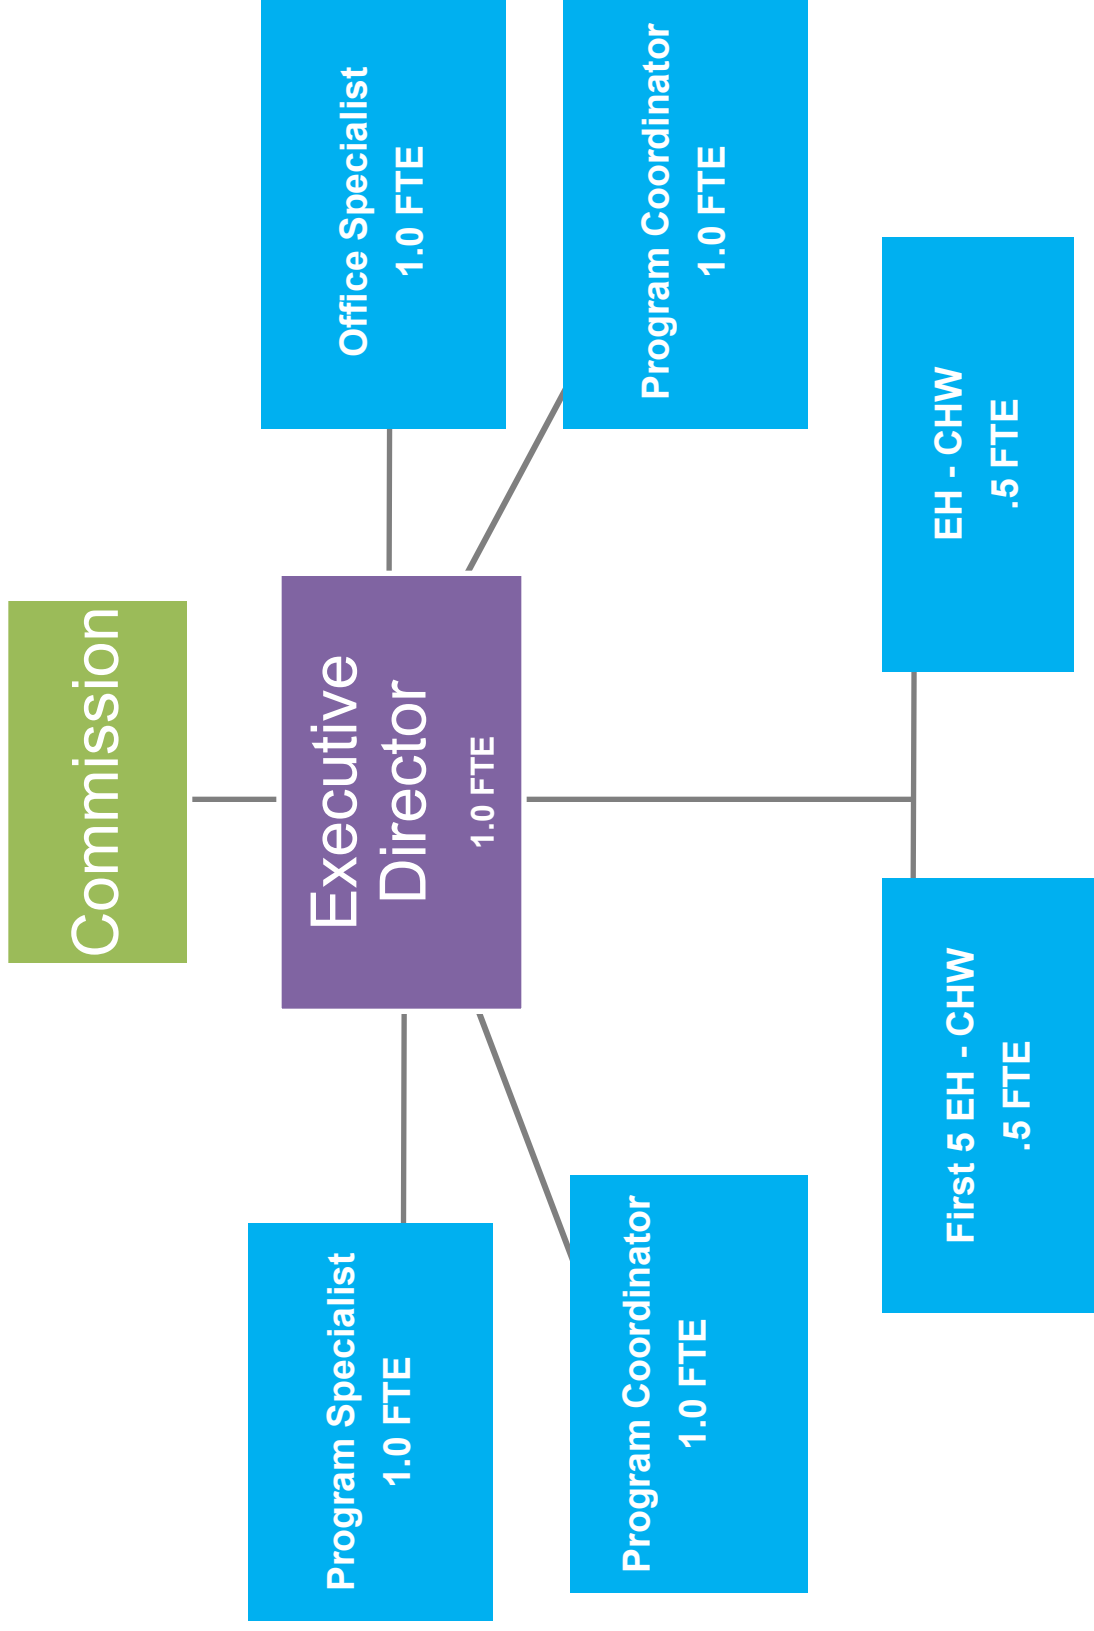 Commission
Executive
Director
1.0 FTE
Program Specialist
1.0 FTE
Office Specialist
1.0 FTE
Program Coordinator
1.0 FTE
Program Coordinator
1.0 FTE
First 5 EH - CHW
.5 FTE
EH - CHW
.5 FTE